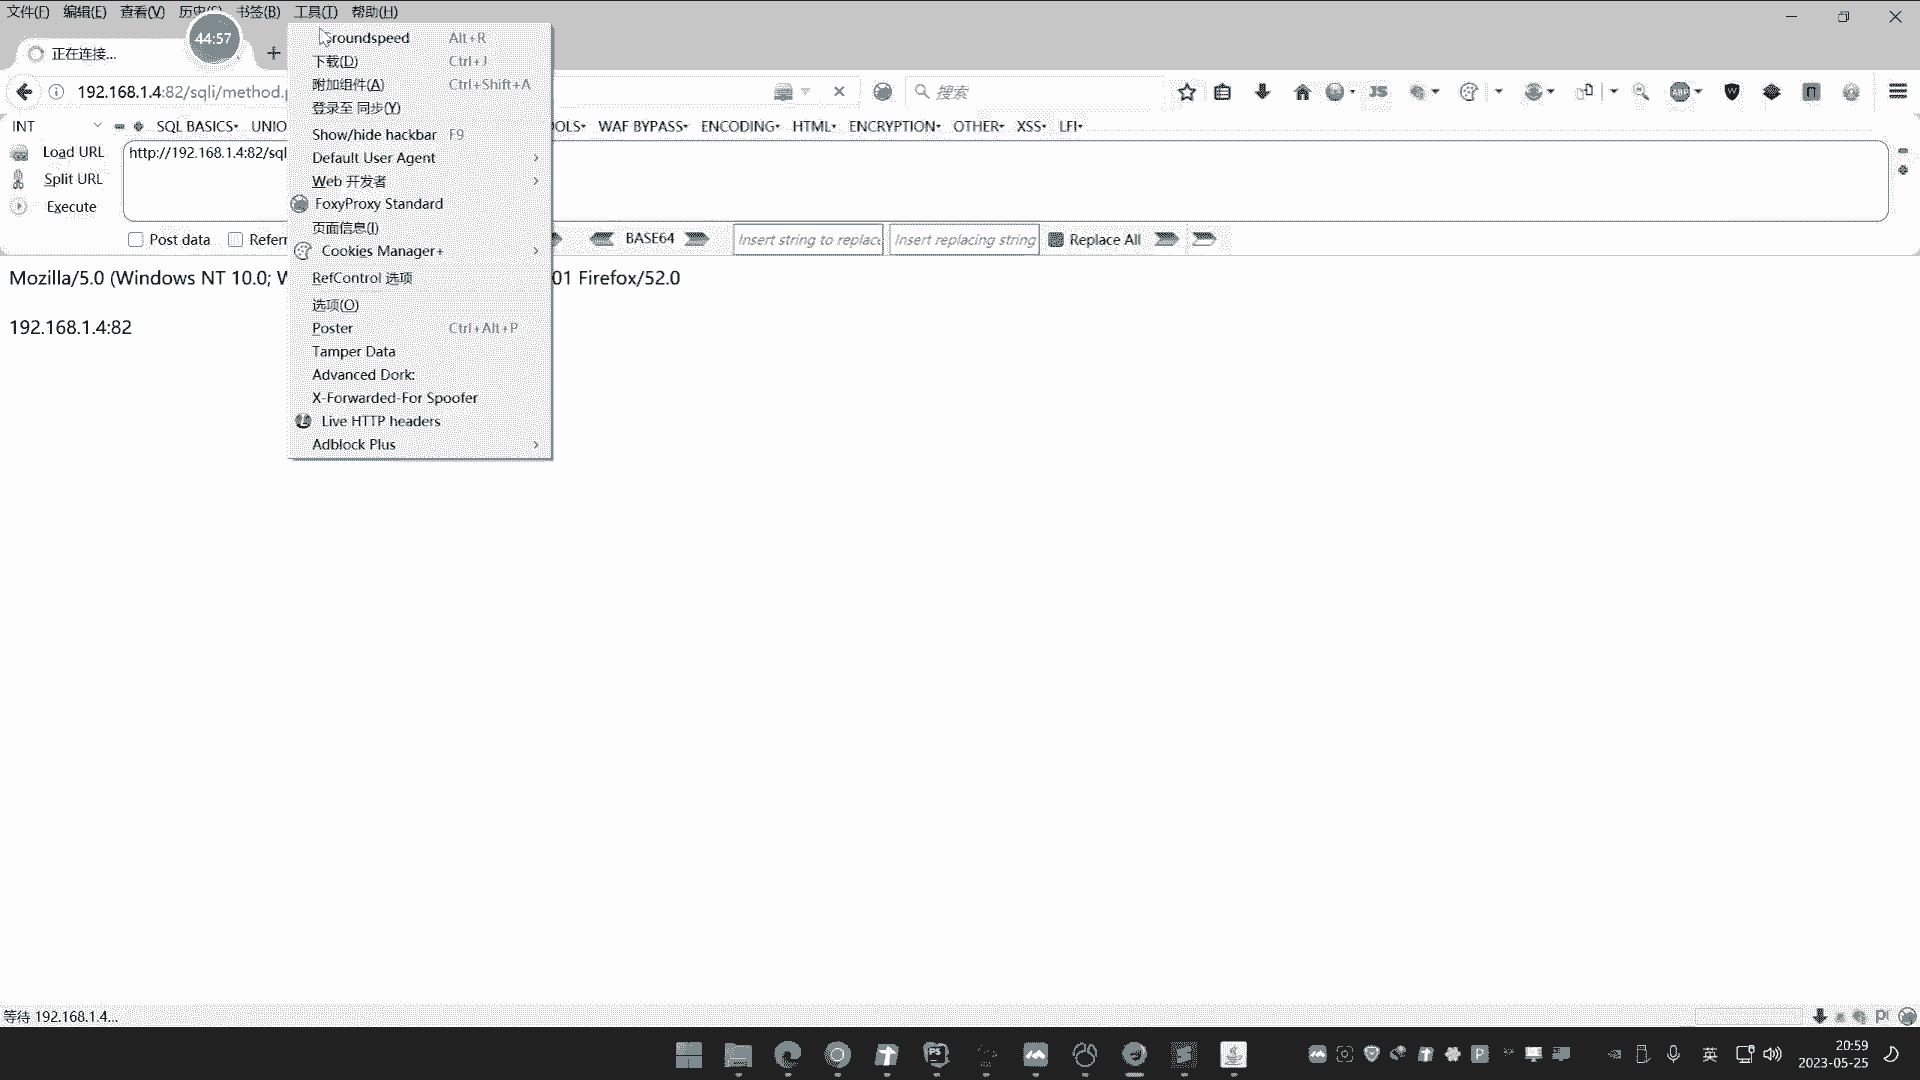 文件(F) 编辑(E) 查看(V) 历史(S) 书签(B) 工具(T) 帮助(H)
44:57
正在连接...
192.168.1.4:82/sqli/method.
搜索
INT SQL BASICS UNIO OLS WAF BYPASS ENCODING HTML ENCRYPTION OTHER XSS LFI
Load URL http://192.168.1.4:82/sql
Split URL
Execute
Post data Referr BASE64 Insert string to replace Insert replacing string Replace All
Mozilla/5.0 (Windows NT 10.0; W 01 Firefox/52.0
192.168.1.4:82
roundspeed Alt+R
下载(D) Ctrl+J
附加组件(A) Ctrl+Shift+A
登录至 同步(Y)
Show/hide hackbar F9
Default User Agent
Web 开发者
FoxyProxy Standard
页面信息(I)
Cookies Manager+
RefControl 选项
选项(O)
Poster Ctrl+Alt+P
Tamper Data
Advanced Dork:
X-Forwarded-For Spoofer
Live HTTP headers
Adblock Plus
等待 192.168.1.4...
英
20:59
2023-05-25